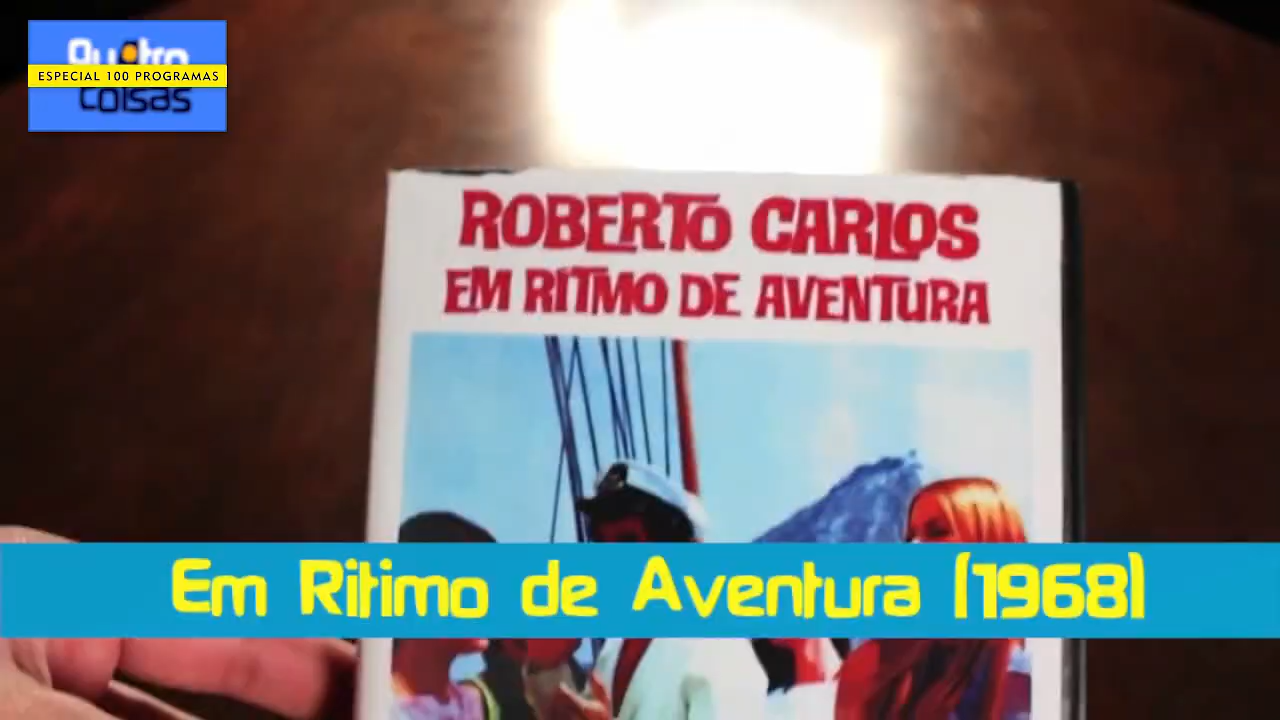 Quatro
ESPECIAL 100 PROGRAMAS
coisas
ROBERTO CARLOS
EM RITMO DE AVENTURA
Em Ritimo de Aventura (1968)